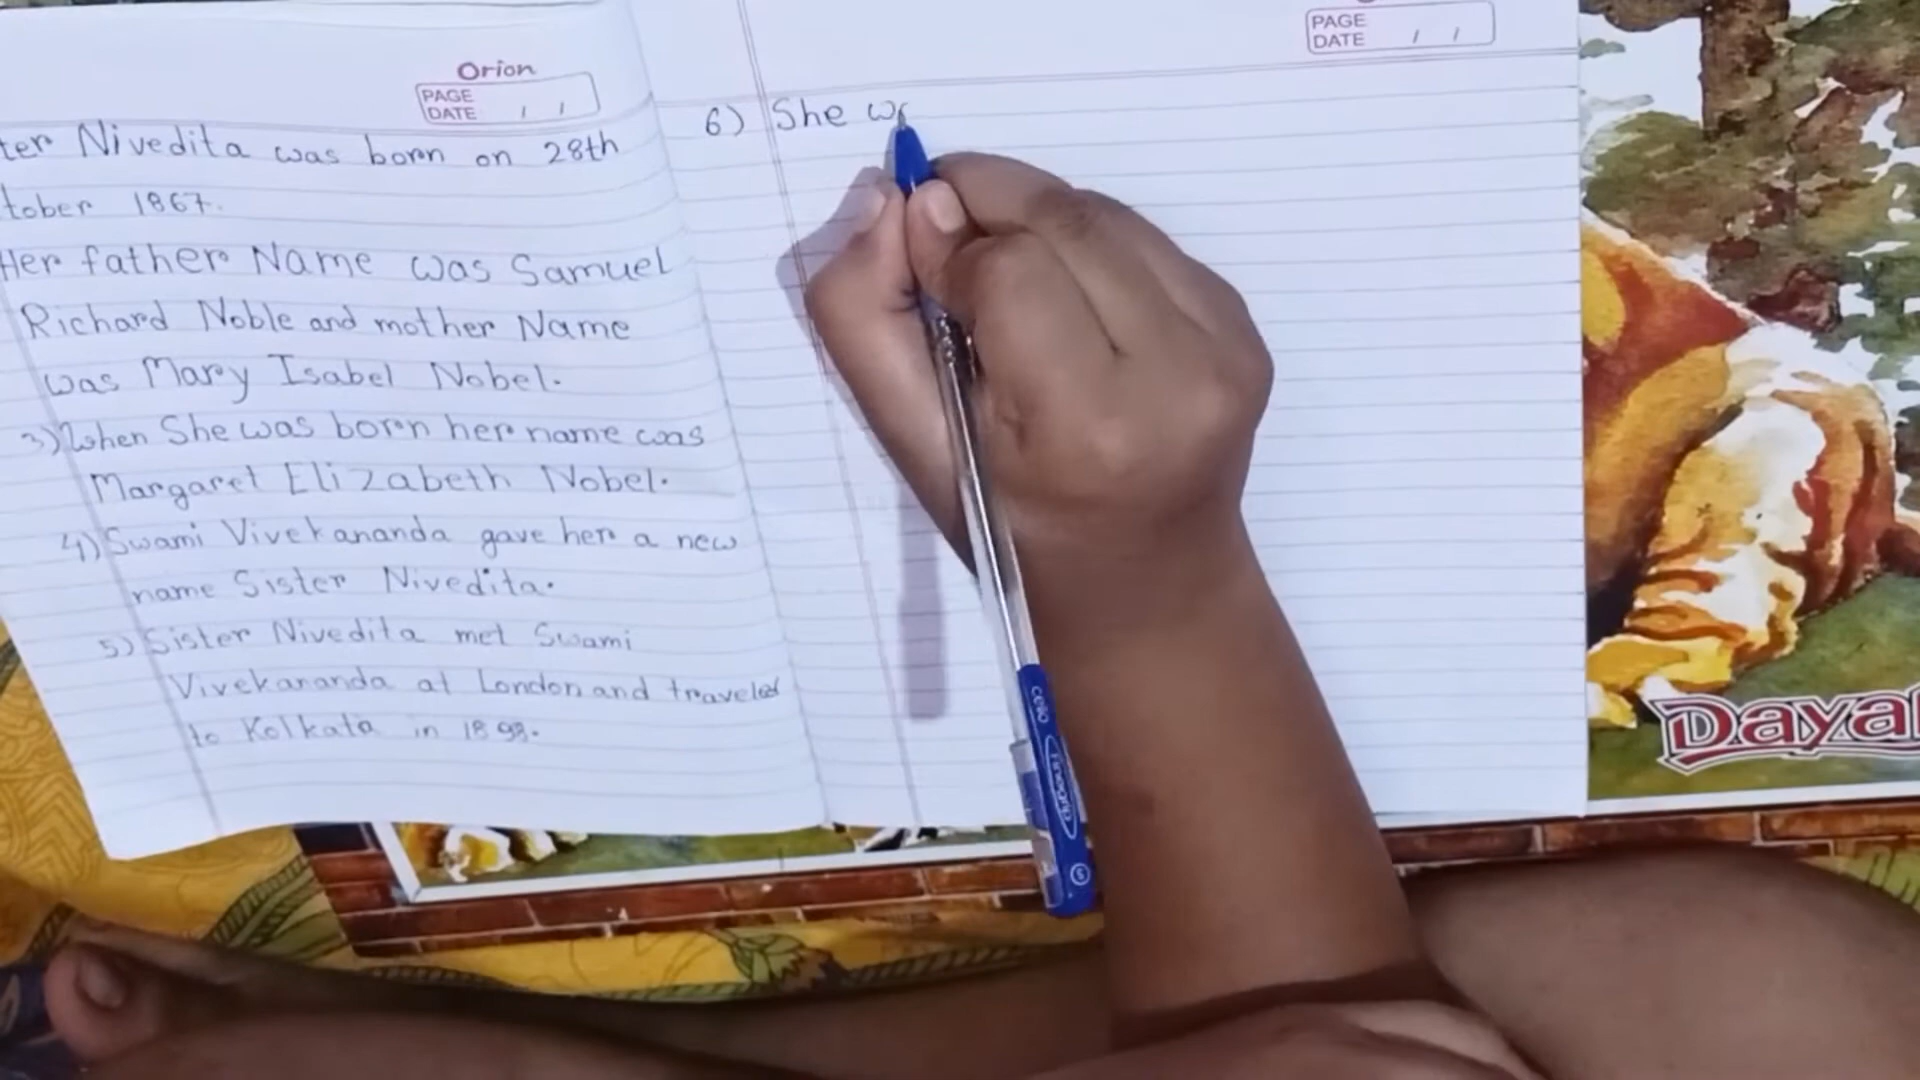 Orion
PAGE
DATE / /
ter Nivedita was born on 28th
tober 1867.
Her father Name was Samuel
Richard Noble and mother Name
was Mary Isabel Nobel.
3) When She was born her name was
Margaret Elizabeth Nobel.
4) Swami Vivekananda gave her a new
name Sister Nivedita.
5) Sister Nivedita met Swami
Vivekananda at London and traveled
to Kolkata in 1898.
PAGE
DATE / /
6) She wa
cello
Finegrip
Dayal